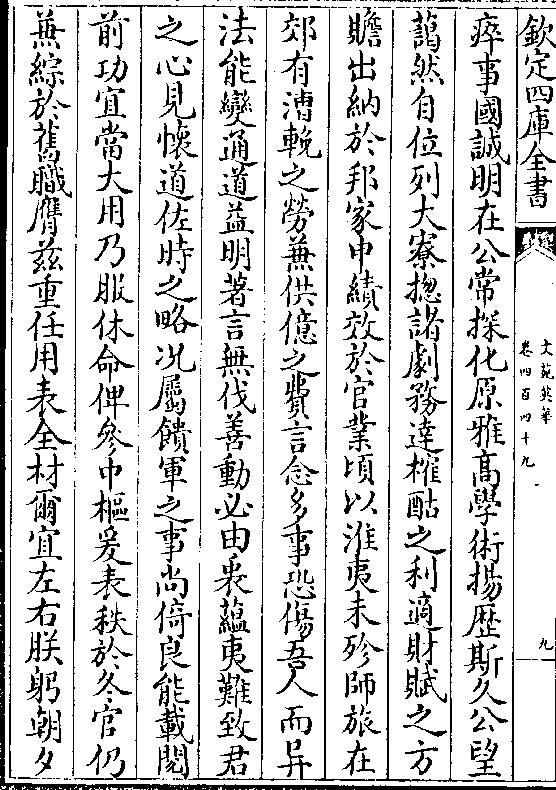 欽定四庫全書
文苑英華
卷四百四十九
九
瘁事國誠明在公常探化原雅高學術揚歷斯久公望
藹然自位列大寮揔諸劇務達榷酤之利適財賦之方
贍出納於邦家申績效於官業頃以淮夷未殄師旅在
郊有漕輓之勞無供億之費言念多事恐傷吾人而异
法能變通道益明著言無伐善動必由衷蘊夷難致君
之心見懷道佐時之略况屬饋軍之事尚倚良能載閱
前功宜當大用乃服休命俾參中樞爰表秩於冬官仍
兼綜於舊職膺兹重任用表全材爾宜左右朕躬朝夕